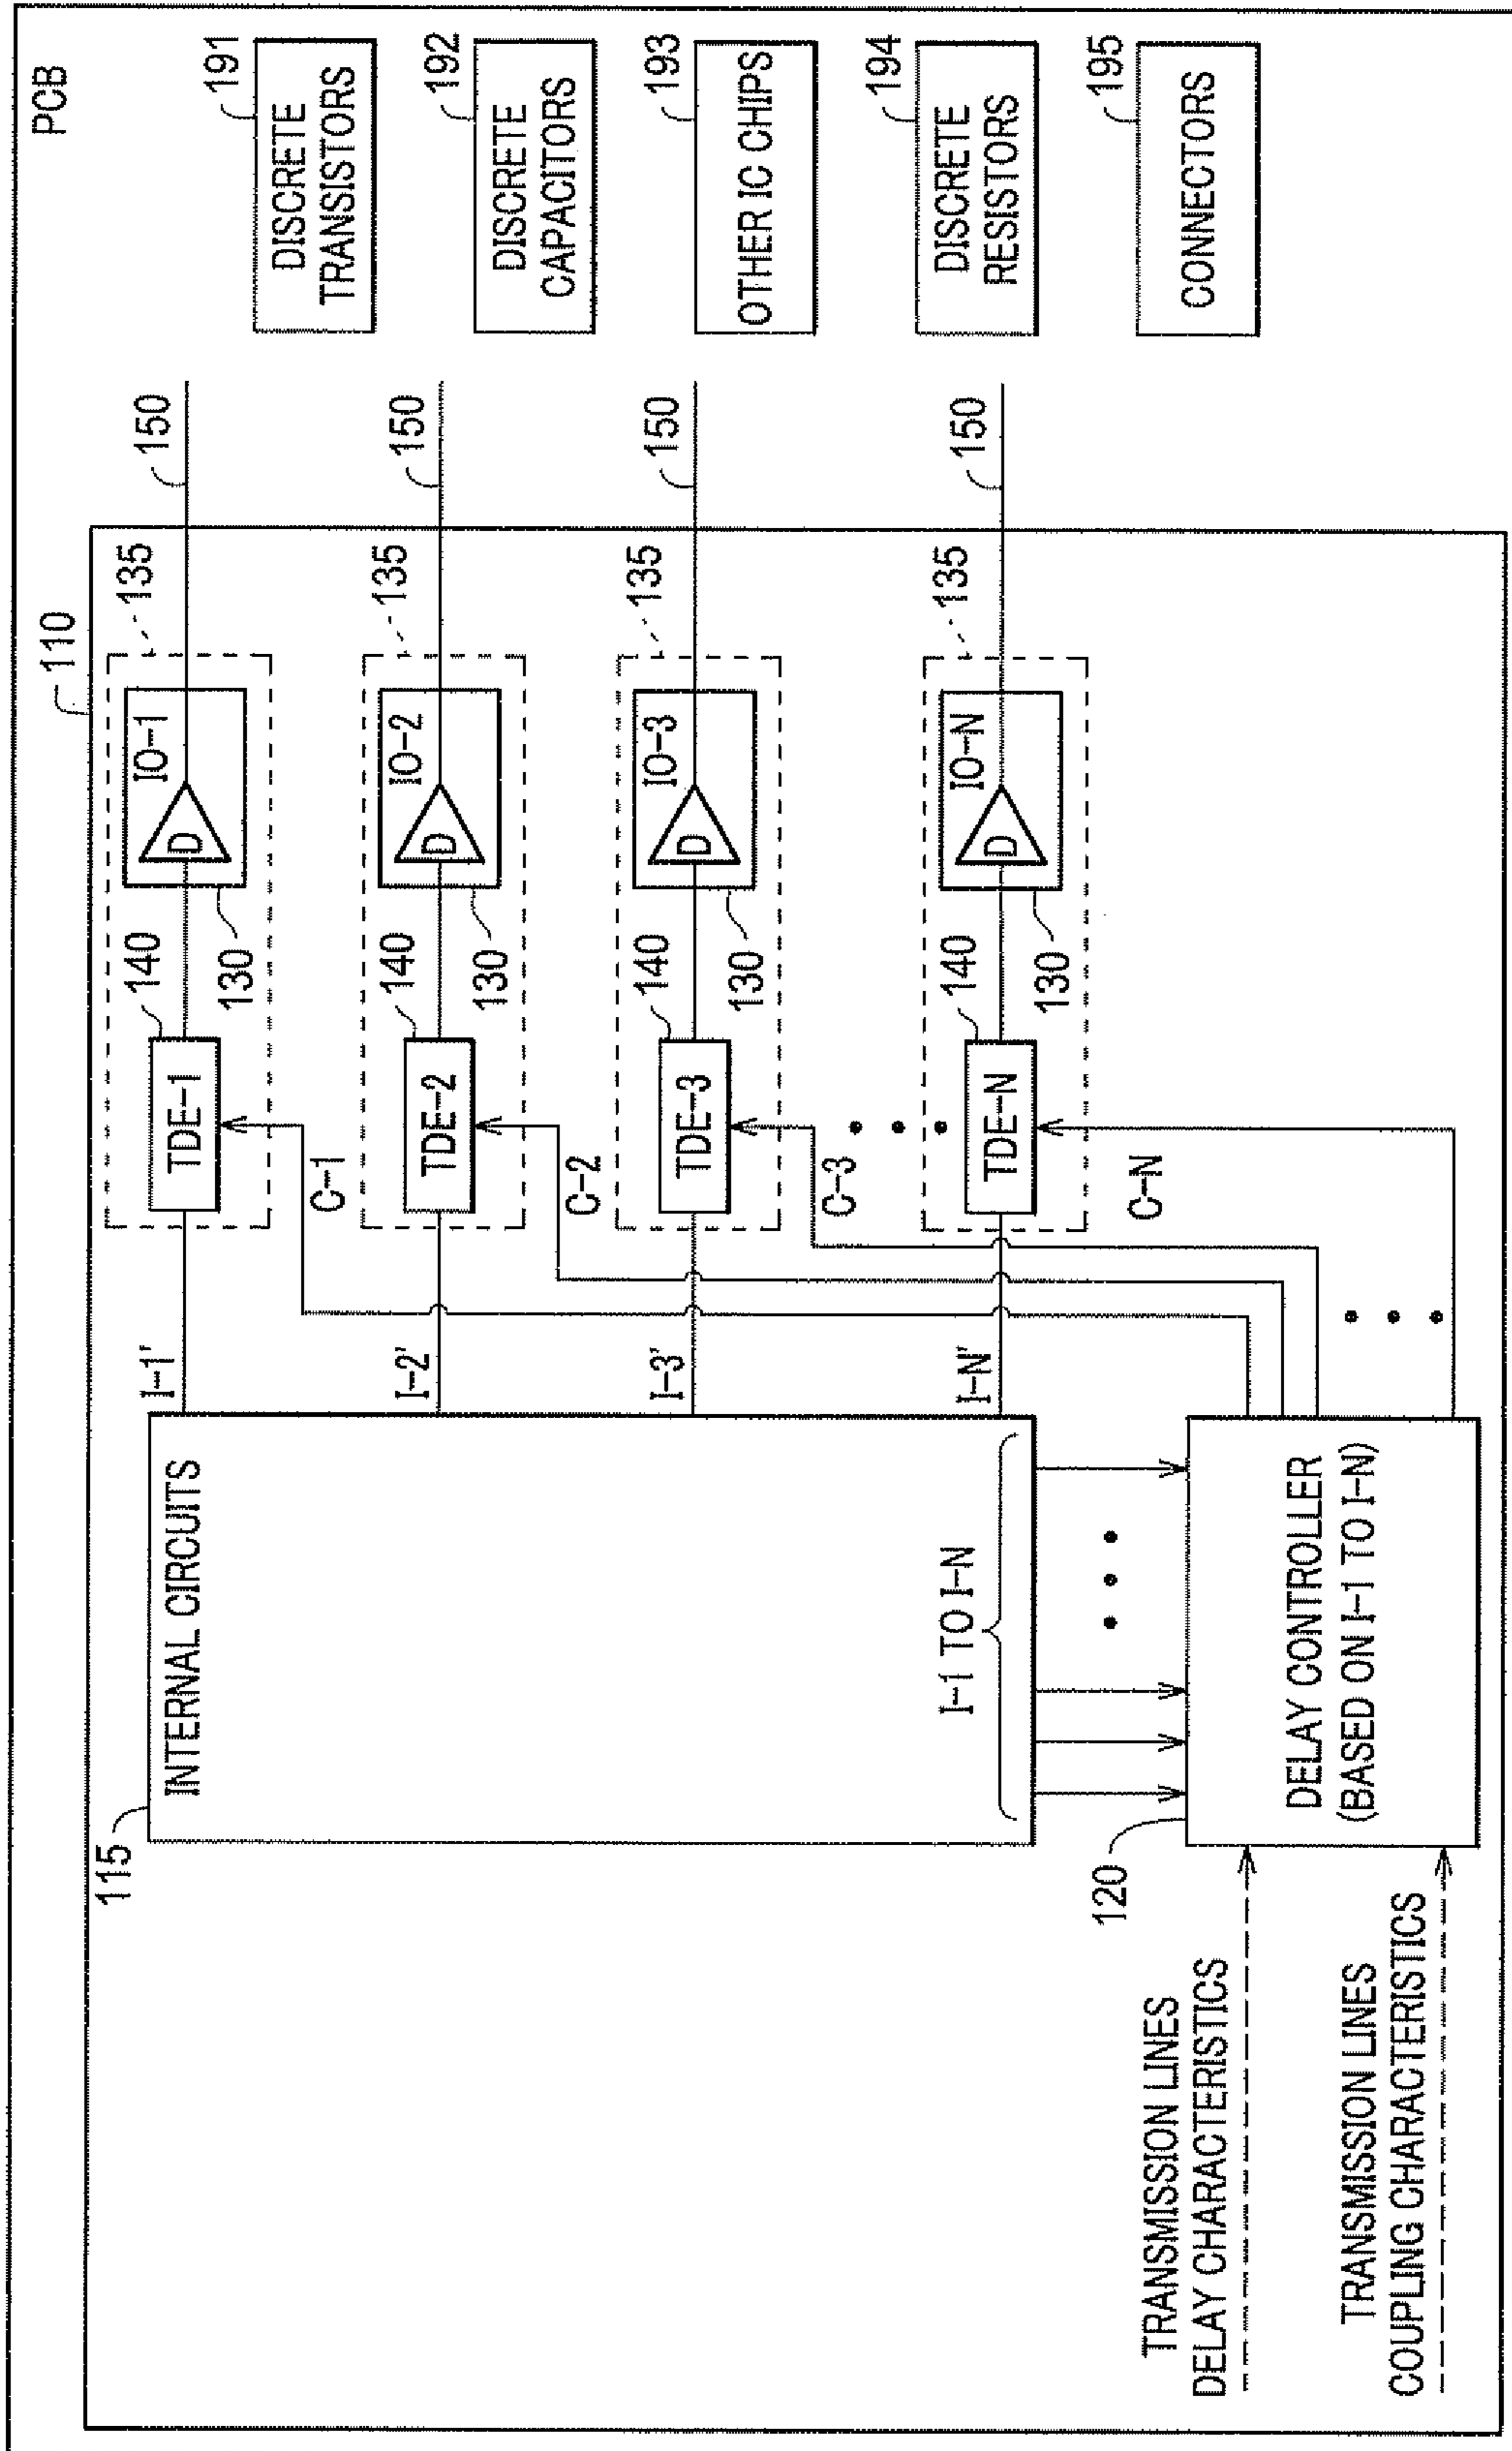 PCB
110
115
INTERNAL CIRCUITS
I-1'
140
TDE-1
C-1
130
IO-1
D
135
150
191
DISCRETE
TRANSISTORS
I-2'
140
TDE-2
C-2
130
IO-2
D
135
150
192
DISCRETE
CAPACITORS
I-3'
140
TDE-3
C-3
130
IO-3
D
135
150
193
OTHER IC CHIPS
I-N'
140
TDE-N
C-N
130
IO-N
D
135
150
194
DISCRETE
RESISTORS
195
CONNECTORS
I-1 TO I-N
120
DELAY CONTROLLER
(BASED ON I-1 TO I-N)
TRANSMISSION LINES
DELAY CHARACTERISTICS
TRANSMISSION LINES
COUPLING CHARACTERISTICS